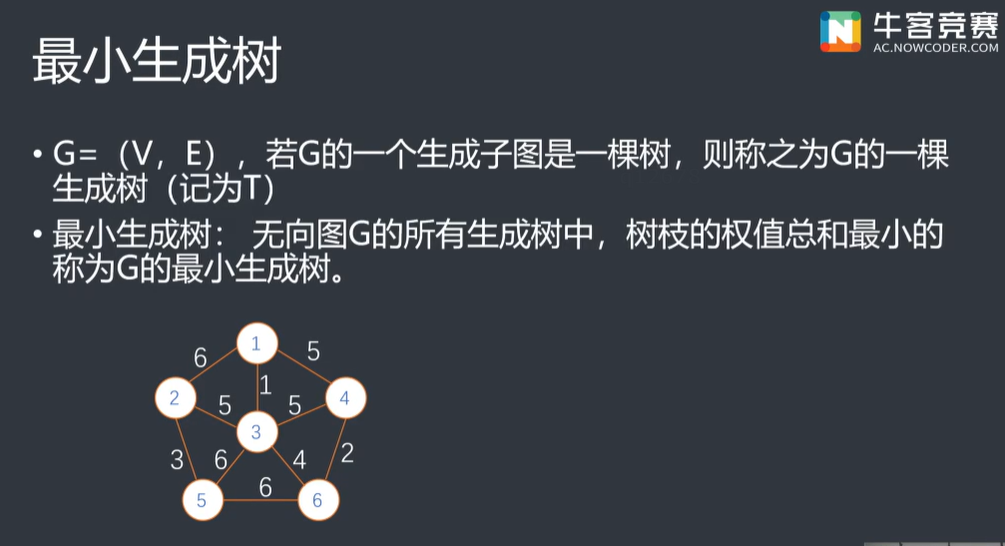 牛客竞赛
AC.NOWCODER.COM
最小生成树
• G=（V，E），若G的一个生成子图是一棵树，则称之为G的一棵
生成树（记为T）
• 最小生成树： 无向图G的所有生成树中，树枝的权值总和最小的
称为G的最小生成树。
1
6 5
1
2 5 5 4
3
3 6 4 2
6
5 6